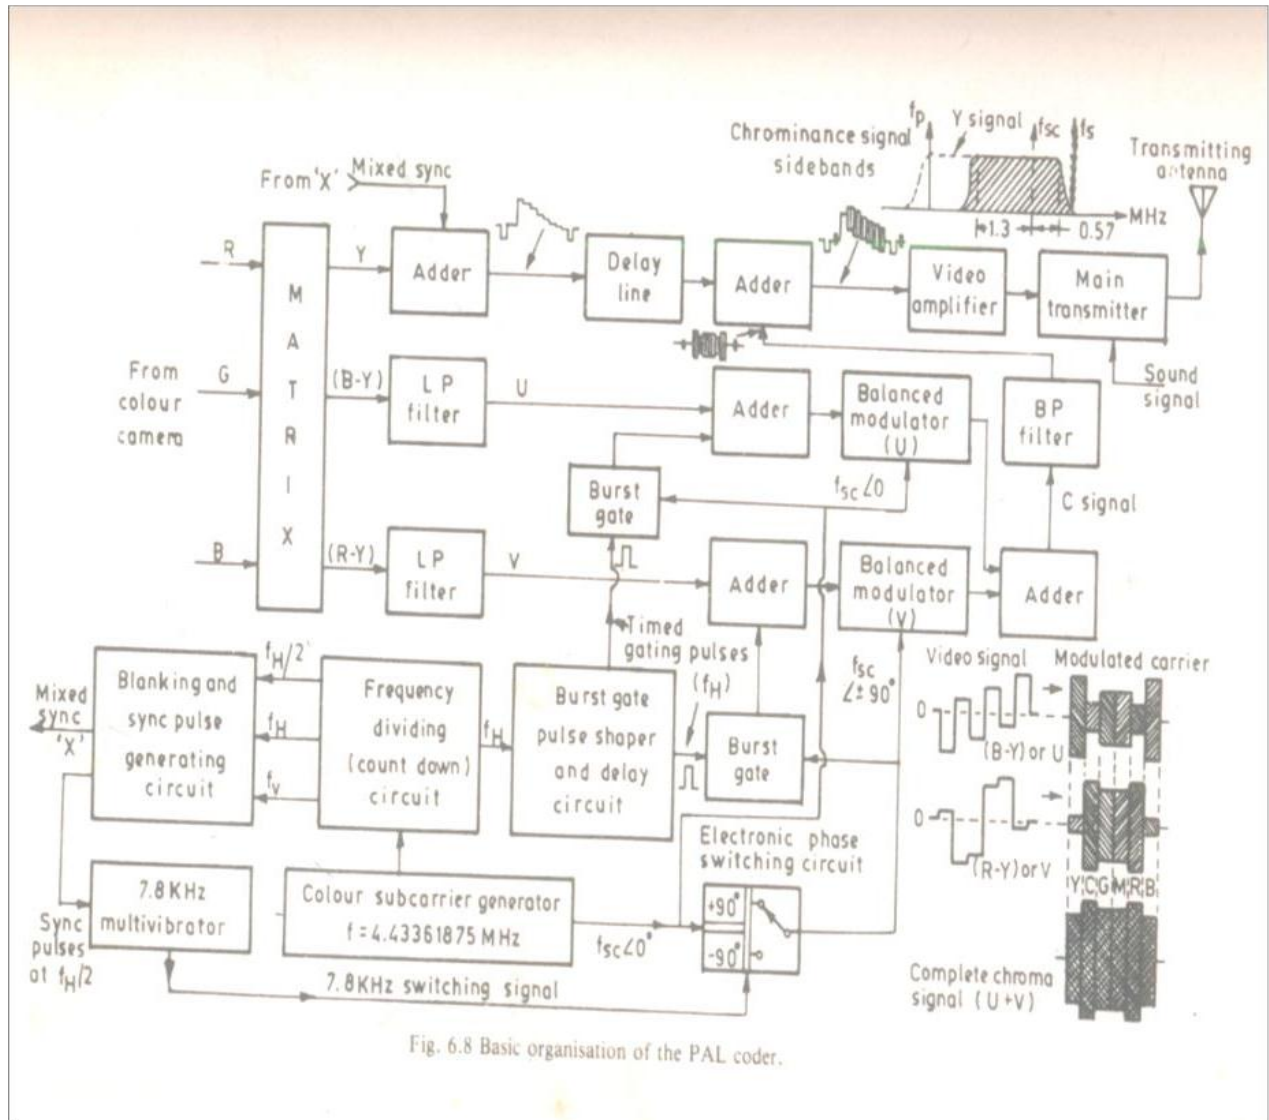 Chrominance signal
sidebands
fp
Y signal
fsc
fs
MHz
1.3
0.57
Transmitting
antenna
From 'X'
Mixed sync
R
Y
Adder
Delay
line
Adder
Video
amplifier
Main
transmitter
Sound
signal
From
colour
camera
G
B
M
A
T
R
I
X
(B-Y)
LP
filter
U
Adder
Balanced
modulator
(U)
BP
filter
Burst
gate
fsc∠0
C signal
(R-Y)
LP
filter
V
Adder
Balanced
modulator
(V)
Adder
Timed
gating pulses
(fH)
fsc
∠±90°
Mixed
sync
'X'
Blanking and
sync pulse
generating
circuit
fH/2
fH
fv
Frequency
dividing
(count down)
circuit
fH
Burst gate
pulse shaper
and delay
circuit
Burst
gate
Electronic phase
switching circuit
+90°
-90°
7.8KHz
multivibrator
Sync
pulses
at fH/2
Colour subcarrier generator
f=4.43361875 MHz
fsc∠0°
7.8KHz switching signal
Video signal
Modulated carrier
0
(B-Y) or U
0
(R-Y) or V
Y C G M R B
Complete chroma
signal (U+V)
Fig. 6.8 Basic organisation of the PAL coder.